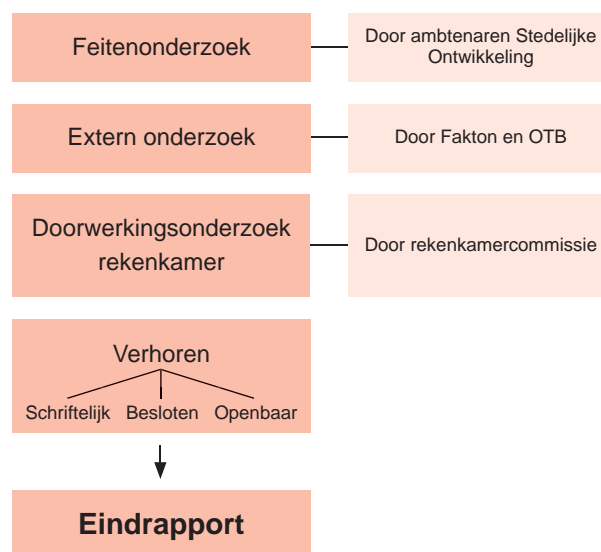 Feitenonderzoek
Door ambtenaren Stedelijke
Ontwikkeling
Extern onderzoek
Door Fakton en OTB
Doorwerkingsonderzoek
rekenkamer
Door rekenkamercommissie
Verhoren
Schriftelijk Besloten Openbaar
Eindrapport